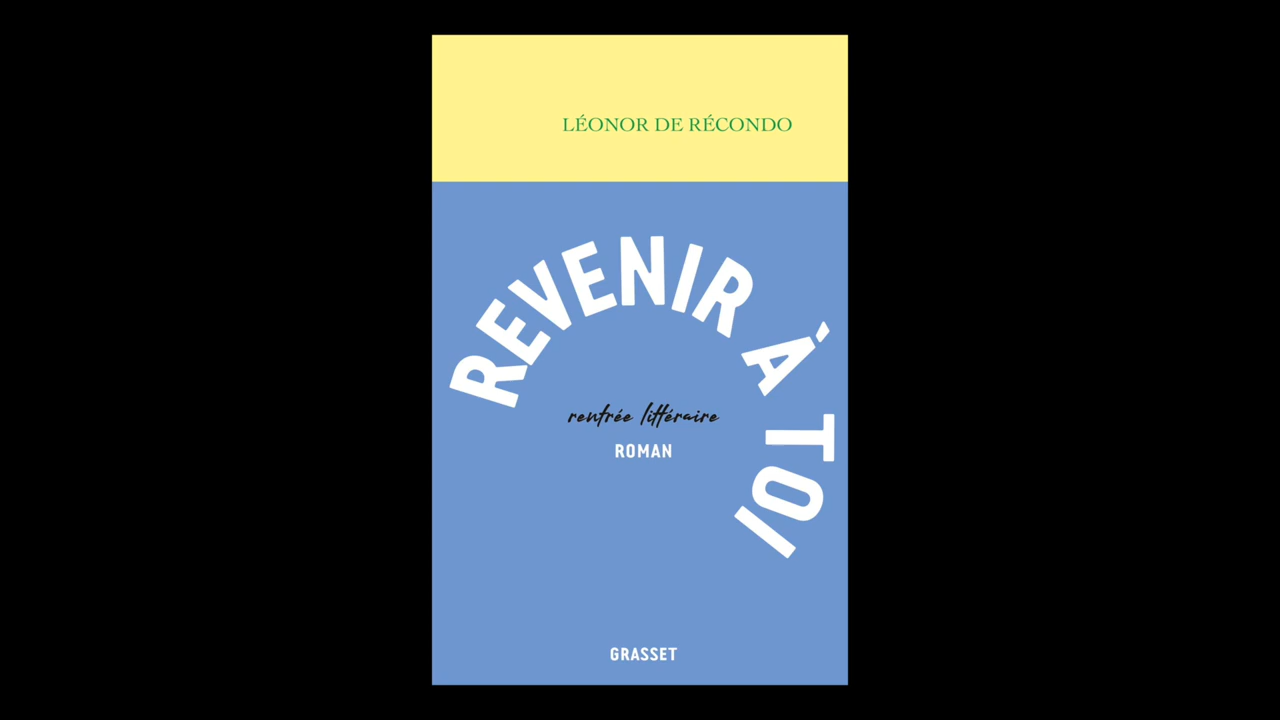 LÉONOR DE RÉCONDO
REVENIR À TOI
rentrée littéraire
ROMAN
GRASSET